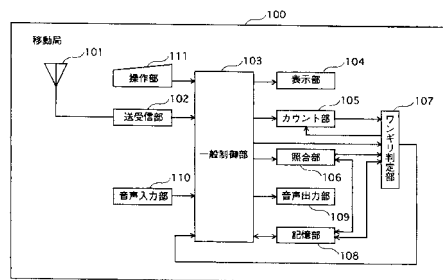 100
移動局
101
111
操作部
102
送受信部
103
一般制御部
104
表示部
105
カウント部
107
ワンギリ判定部
照合部
106
110
音声入力部
音声出力部
109
記憶部
108